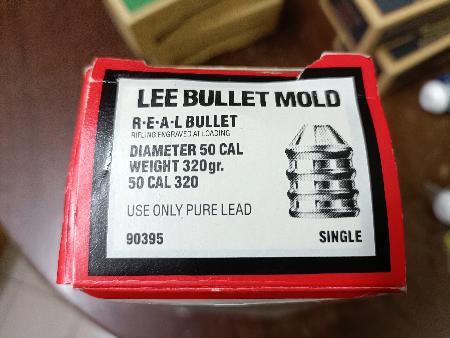 LEE BULLET MOLD
R·E·A·L BULLET
RIFLING ENGRAVED AT LOADING
DIAMETER 50 CAL
WEIGHT 320gr.
50 CAL 320
USE ONLY PURE LEAD
90395 SINGLE